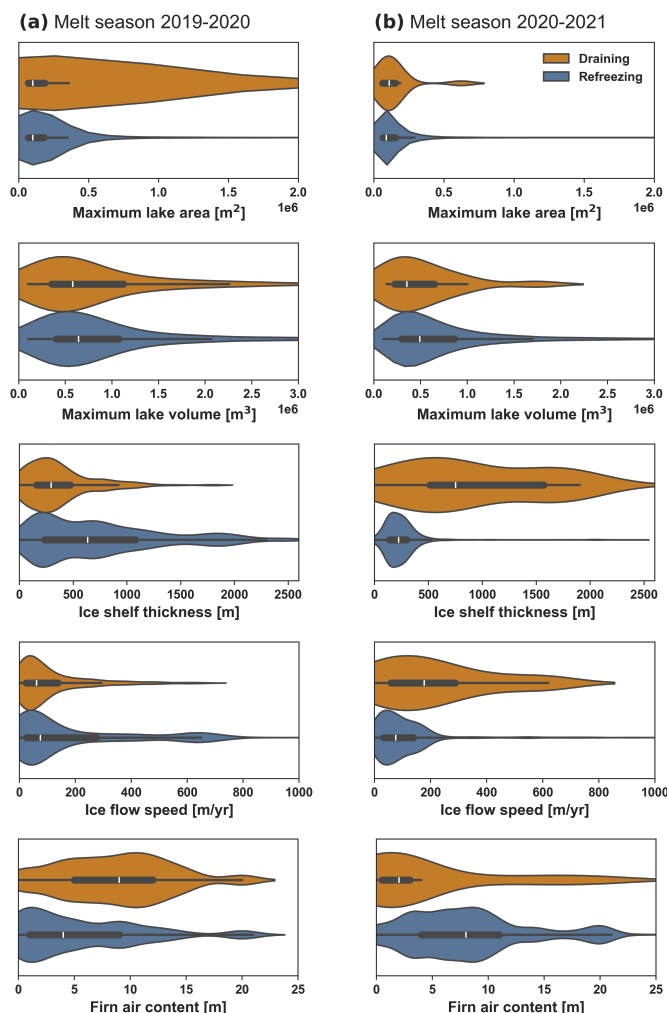 (a) Melt season 2019-2020 (b) Melt season 2020-2021
Draining
Refreezing
0.0 0.5 1.0 1.5 2.0 0.0 0.5 1.0 1.5 2.0
Maximum lake area [m²] 1e6 Maximum lake area [m²] 1e6
0.0 0.5 1.0 1.5 2.0 2.5 3.0 0.0 0.5 1.0 1.5 2.0 2.5 3.0
Maximum lake volume [m³] 1e6 Maximum lake volume [m³] 1e6
0 500 1000 1500 2000 2500 0 500 1000 1500 2000 2500
Ice shelf thickness [m] Ice shelf thickness [m]
0 200 400 600 800 1000 0 200 400 600 800 1000
Ice flow speed [m/yr] Ice flow speed [m/yr]
0 5 10 15 20 25 0 5 10 15 20 25
Firn air content [m] Firn air content [m]